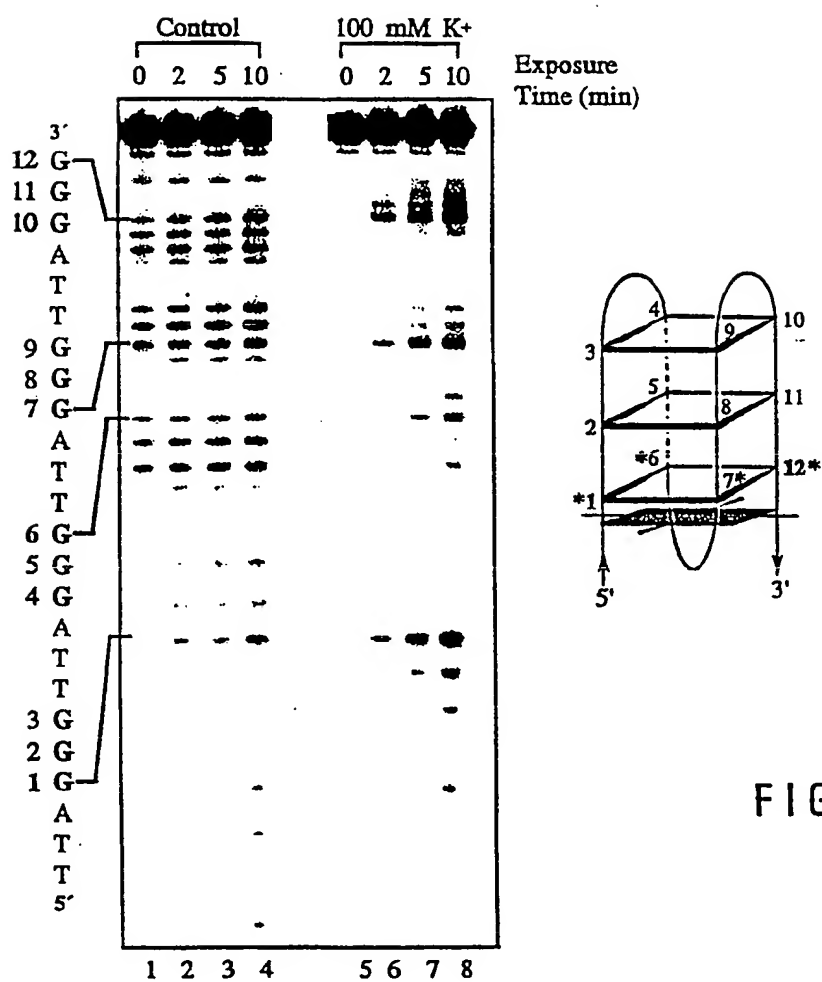 Control
100 mM K+
0 2 5 10
0 2 5 10
Exposure
Time (min)
3´
12 G
11 G
10 G
A
T
T
9 G
8 G
7 G
A
T
T
6 G
5 G
4 G
A
T
T
3 G
2 G
1 G
A
T
T
5´
1 2 3 4
5 6 7 8
4
10
9
3
5
11
8
2
*6
12*
7*
*1
5'
3'
FIG